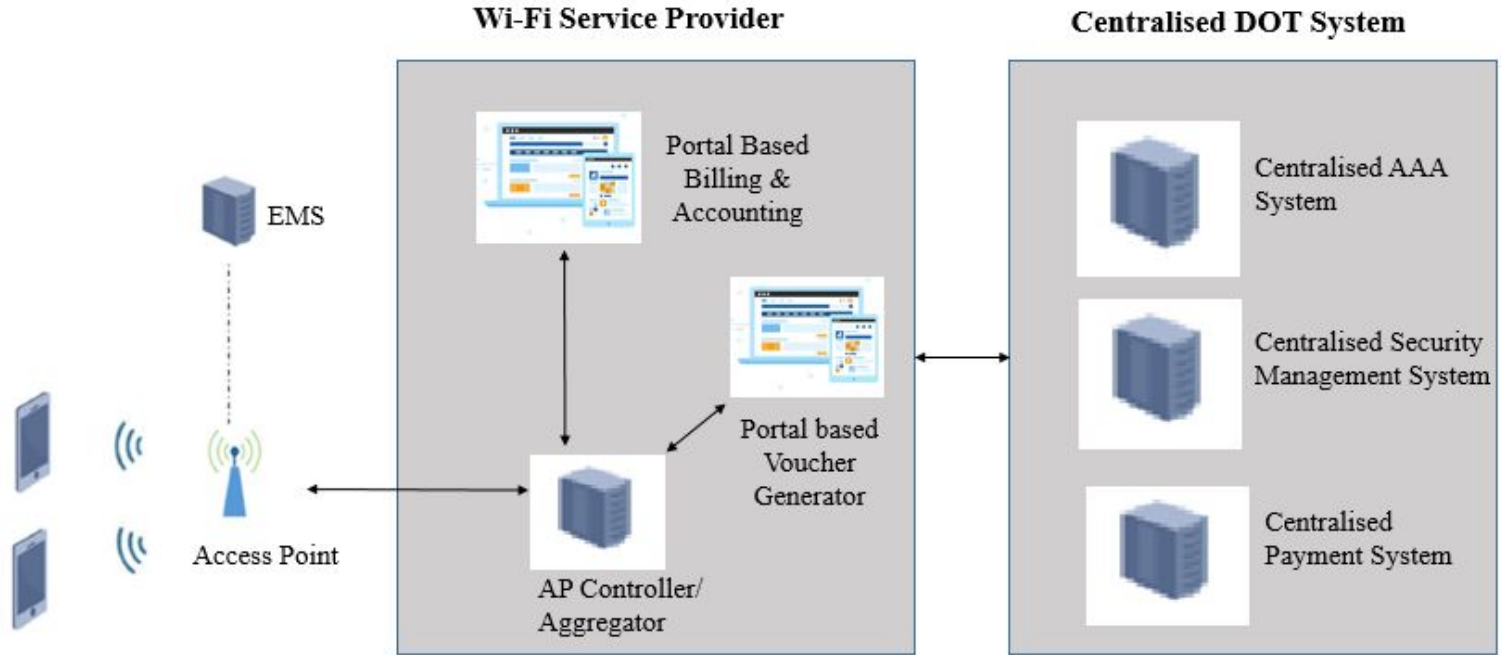 Wi-Fi Service Provider
Centralised DOT System
EMS
Access Point
Portal Based
Billing &
Accounting
Portal based
Voucher
Generator
AP Controller/
Aggregator
Centralised AAA
System
Centralised Security
Management System
Centralised
Payment System